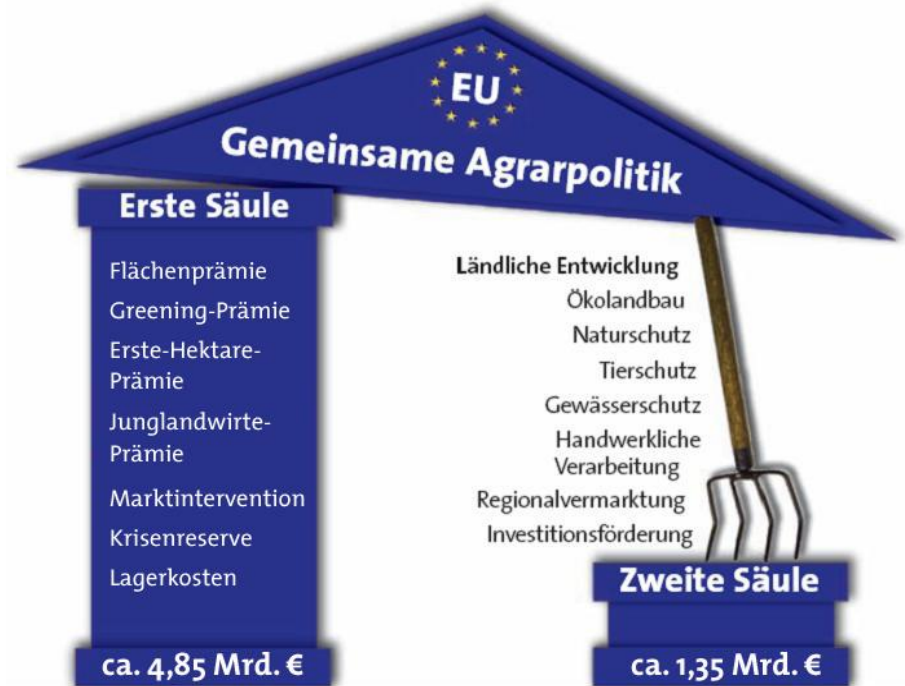 EU
Gemeinsame Agrarpolitik
Erste Säule
Flächenprämie
Greening-Prämie
Erste-Hektare-
Prämie
Junglandwirte-
Prämie
Marktintervention
Krisenreserve
Lagerkosten
ca. 4,85 Mrd. €
Ländliche Entwicklung
Ökolandbau
Naturschutz
Tierschutz
Gewässerschutz
Handwerkliche
Verarbeitung
Regionalvermarktung
Investitionsförderung
Zweite Säule
ca. 1,35 Mrd. €